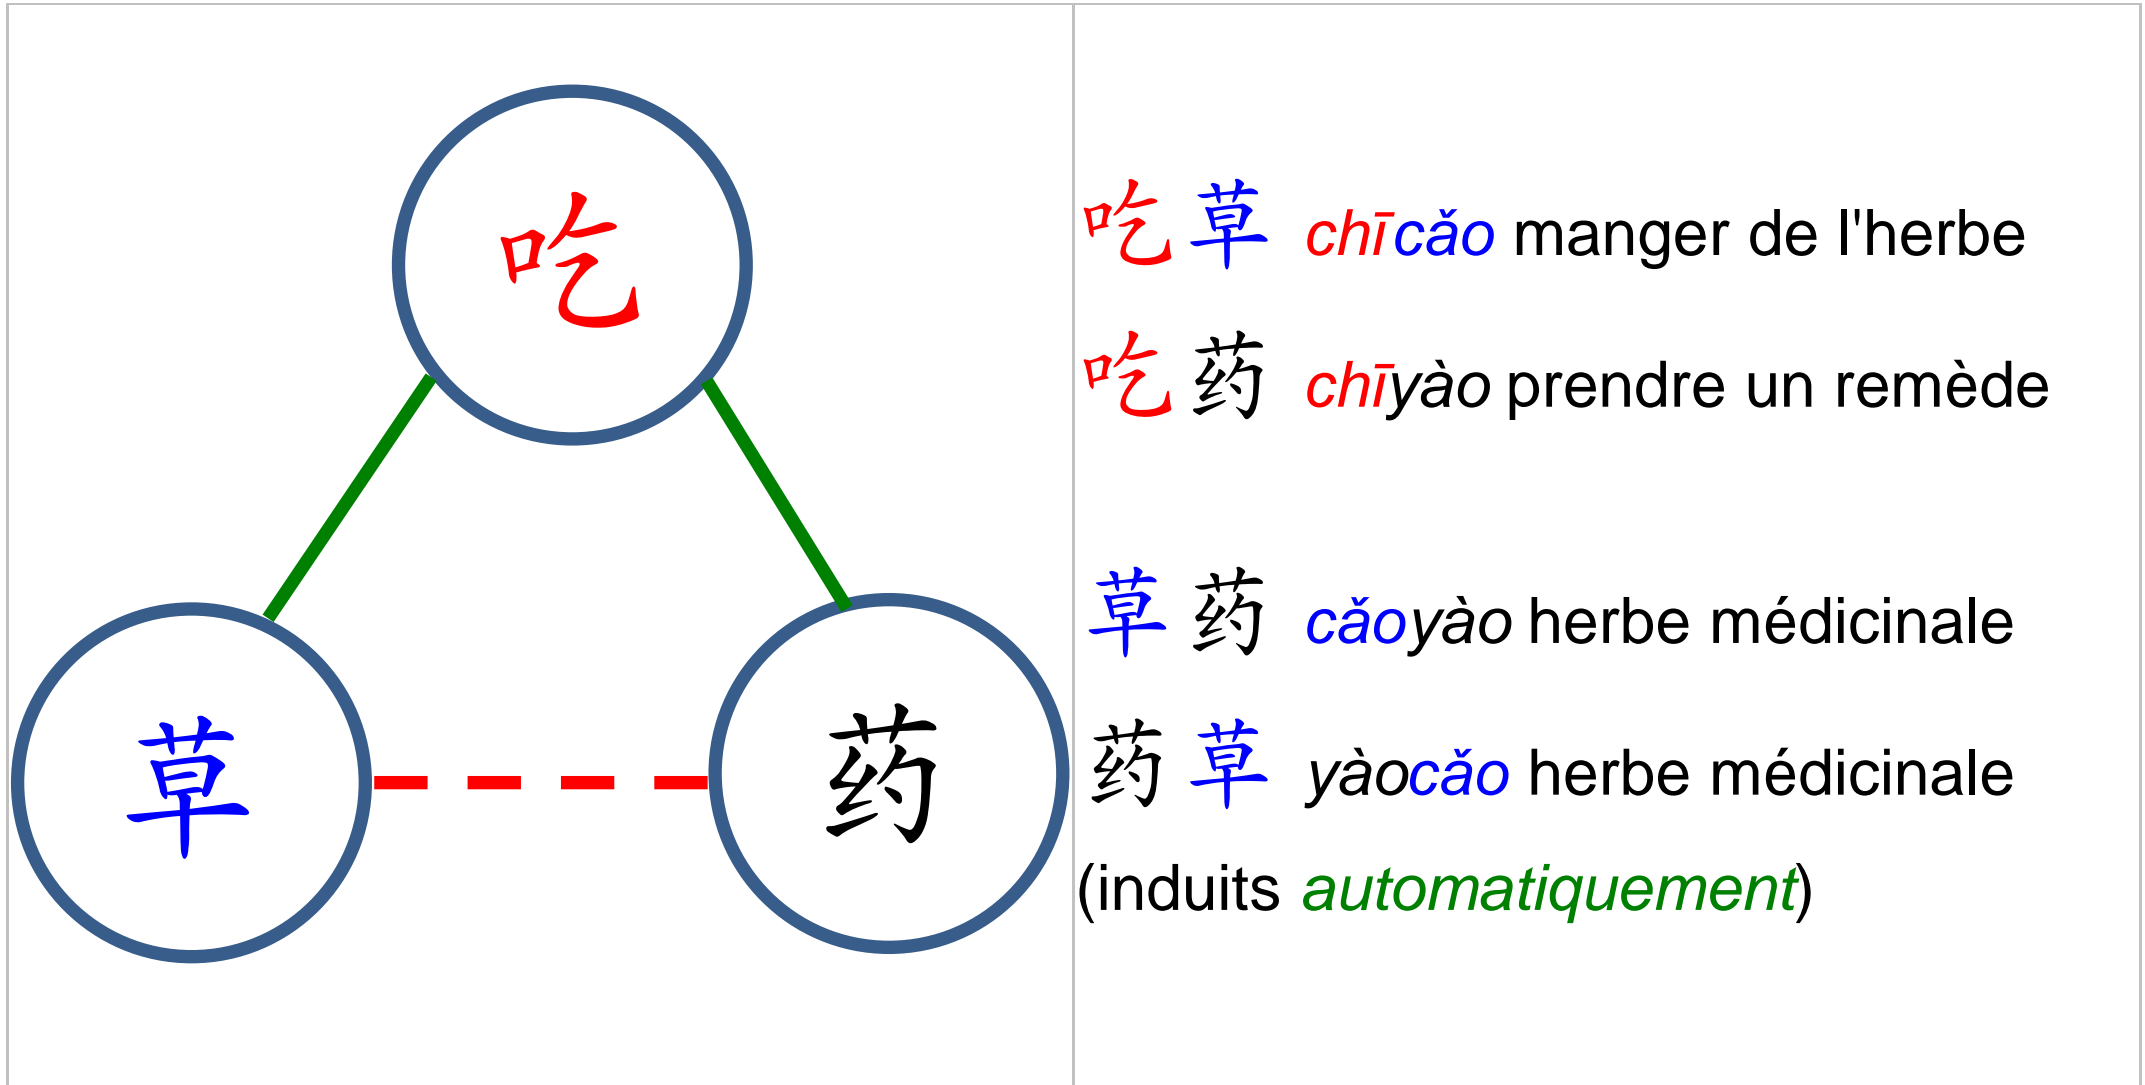 吃
草
药
吃草 chīcǎo manger de l'herbe
吃药 chīyào prendre un remède
草药 cǎoyào herbe médicinale
药草 yàocǎo herbe médicinale
(induits automatiquement)